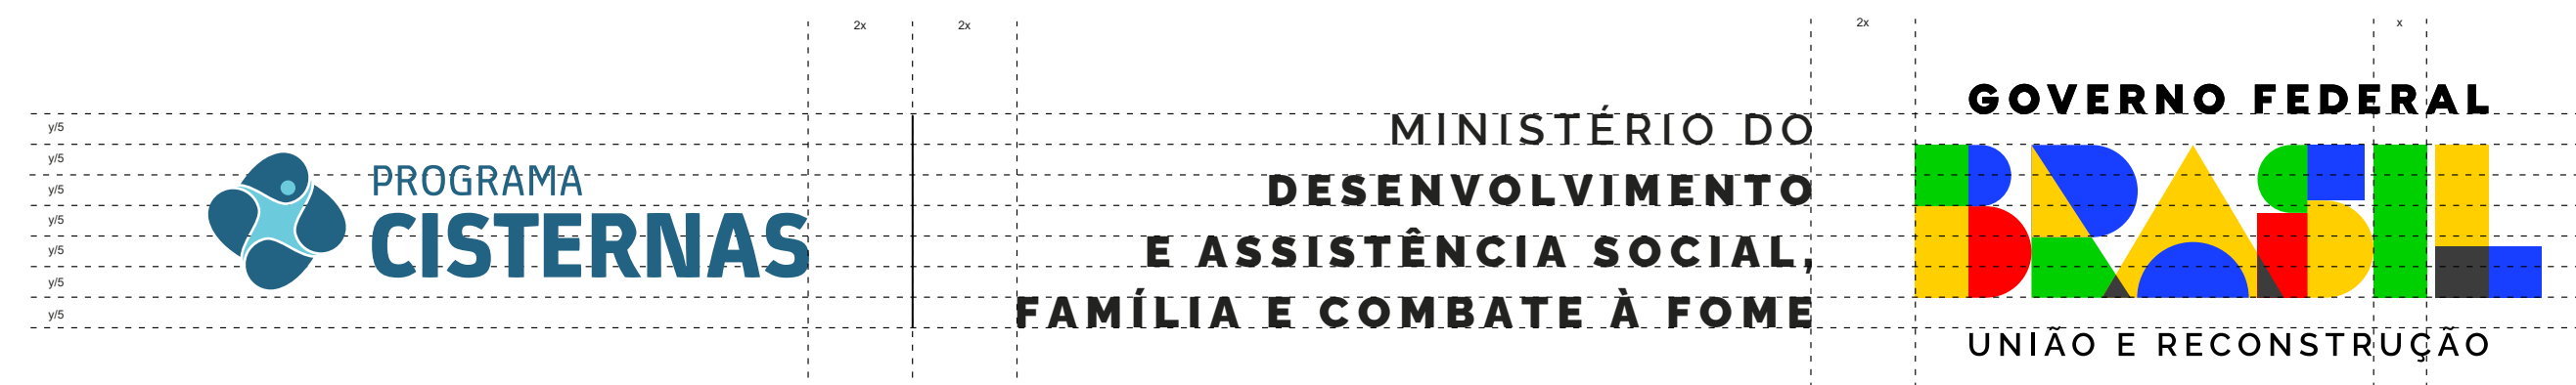 2x
2x
2x
x
y/5
y/5
y/5
y/5
y/5
y/5
y/5
PROGRAMA
CISTERNAS
MINISTÉRIO DO
DESENVOLVIMENTO
E ASSISTÊNCIA SOCIAL,
FAMÍLIA E COMBATE À FOME
GOVERNO FEDERAL
BRASIL
UNIÃO E RECONSTRUÇÃO